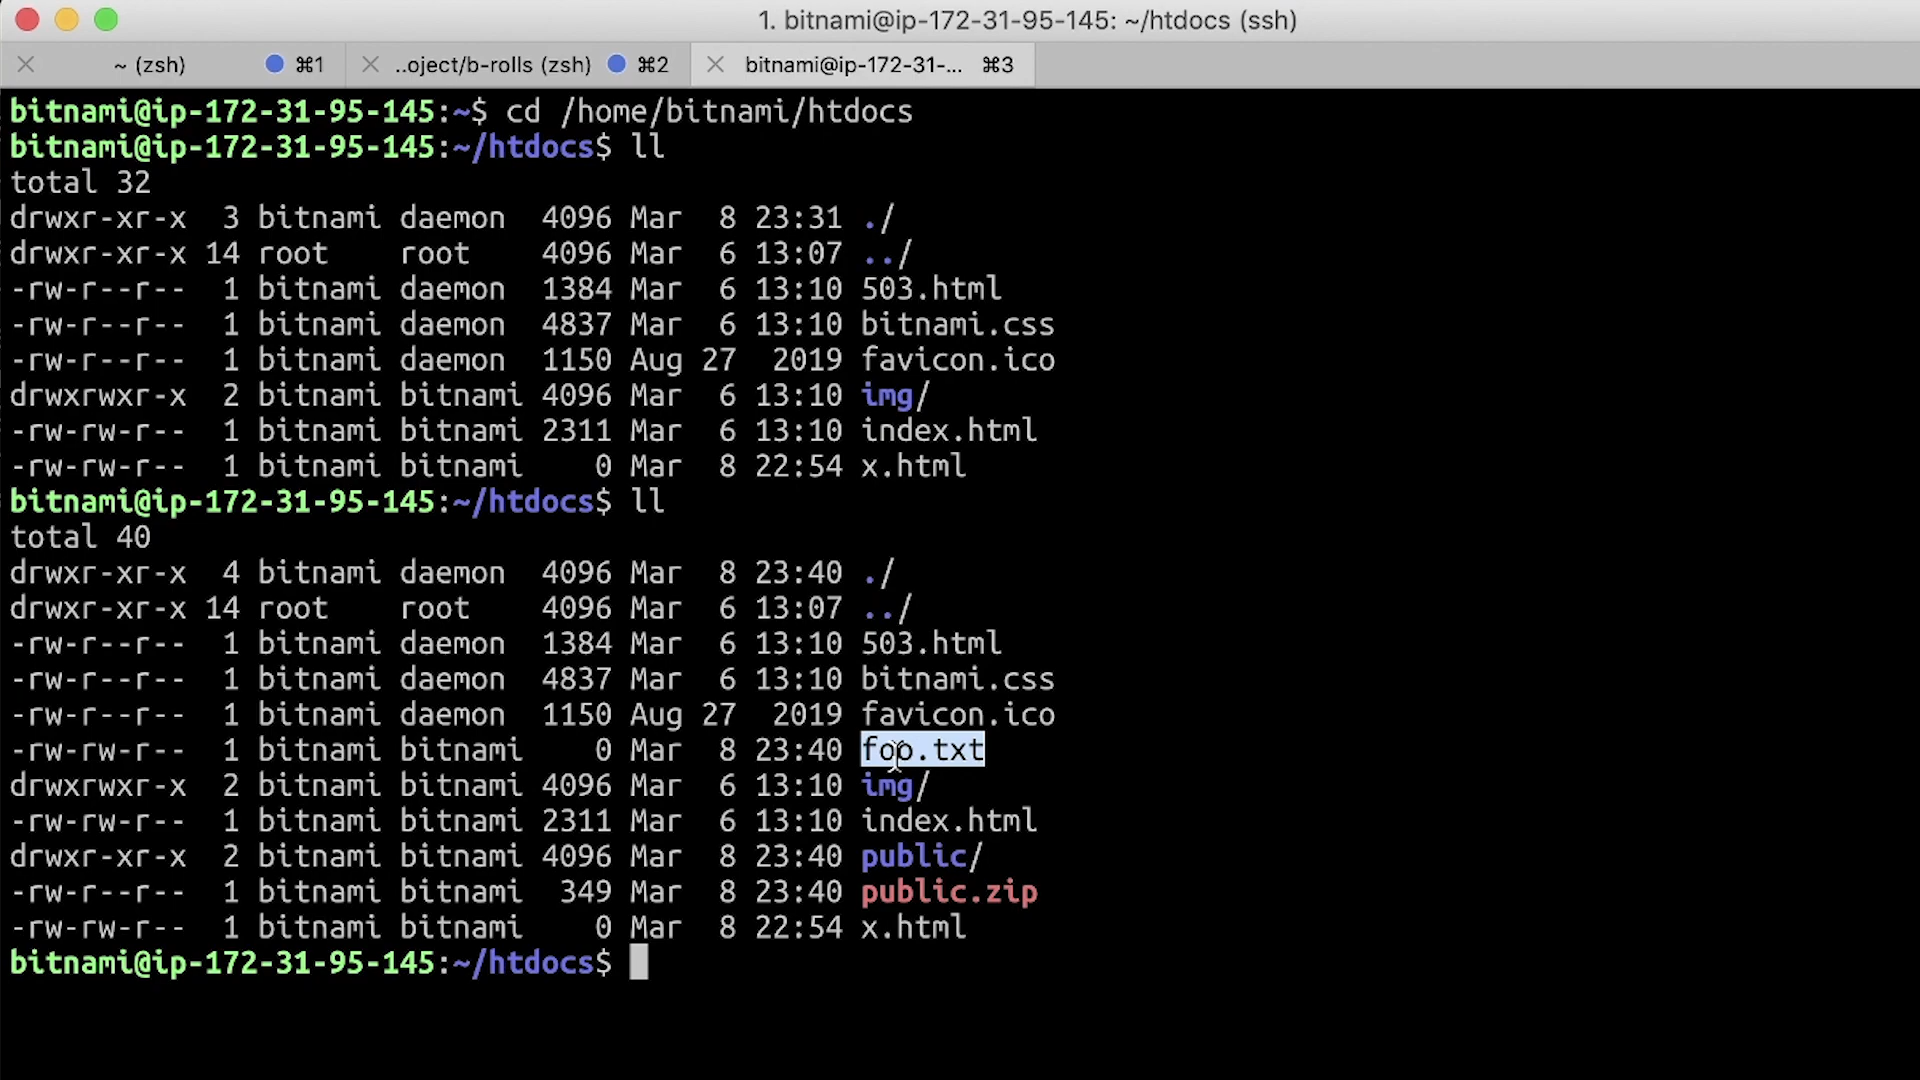 1. bitnami@ip-172-31-95-145: ~/htdocs (ssh)
~ (zsh) ⌘1 ..oject/b-rolls (zsh) ⌘2 bitnami@ip-172-31-... ⌘3
bitnami@ip-172-31-95-145:~$ cd /home/bitnami/htdocs
bitnami@ip-172-31-95-145:~/htdocs$ ll
total 32
drwxr-xr-x  3 bitnami daemon  4096 Mar  8 23:31 ./
drwxr-xr-x 14 root    root    4096 Mar  6 13:07 ../
-rw-r--r--  1 bitnami daemon  1384 Mar  6 13:10 503.html
-rw-r--r--  1 bitnami daemon  4837 Mar  6 13:10 bitnami.css
-rw-r--r--  1 bitnami daemon  1150 Aug 27  2019 favicon.ico
drwxrwxr-x  2 bitnami bitnami 4096 Mar  6 13:10 img/
-rw-rw-r--  1 bitnami bitnami 2311 Mar  6 13:10 index.html
-rw-rw-r--  1 bitnami bitnami    0 Mar  8 22:54 x.html
bitnami@ip-172-31-95-145:~/htdocs$ ll
total 40
drwxr-xr-x  4 bitnami daemon  4096 Mar  8 23:40 ./
drwxr-xr-x 14 root    root    4096 Mar  6 13:07 ../
-rw-r--r--  1 bitnami daemon  1384 Mar  6 13:10 503.html
-rw-r--r--  1 bitnami daemon  4837 Mar  6 13:10 bitnami.css
-rw-r--r--  1 bitnami daemon  1150 Aug 27  2019 favicon.ico
-rw-rw-r--  1 bitnami bitnami    0 Mar  8 23:40 foo.txt
drwxrwxr-x  2 bitnami bitnami 4096 Mar  6 13:10 img/
-rw-rw-r--  1 bitnami bitnami 2311 Mar  6 13:10 index.html
drwxr-xr-x  2 bitnami bitnami 4096 Mar  8 23:40 public/
-rw-r--r--  1 bitnami bitnami  349 Mar  8 23:40 public.zip
-rw-rw-r--  1 bitnami bitnami    0 Mar  8 22:54 x.html
bitnami@ip-172-31-95-145:~/htdocs$